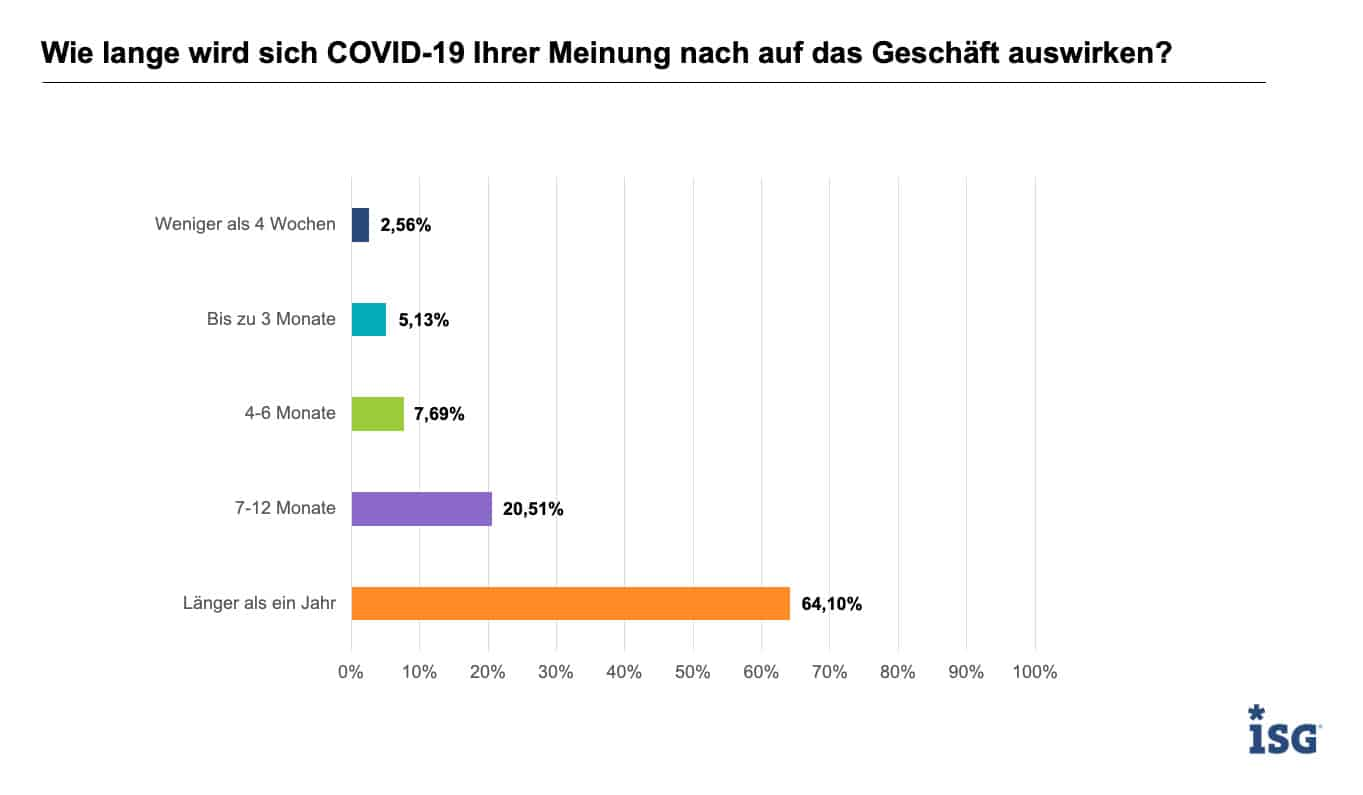 Wie lange wird sich COVID-19 Ihrer Meinung nach auf das Geschäft auswirken?
Weniger als 4 Wochen 2,56%
Bis zu 3 Monate 5,13%
4-6 Monate 7,69%
7-12 Monate 20,51%
Länger als ein Jahr 64,10%
0% 10% 20% 30% 40% 50% 60% 70% 80% 90% 100%
iSG